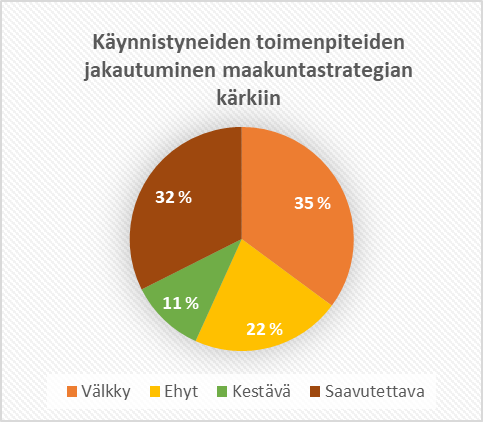 Käynnistyneiden toimenpiteiden
jakautuminen maakuntastrategian
kärkiin
35 %
32 %
11 %
22 %
Välkky Ehyt Kestävä Saavutettava